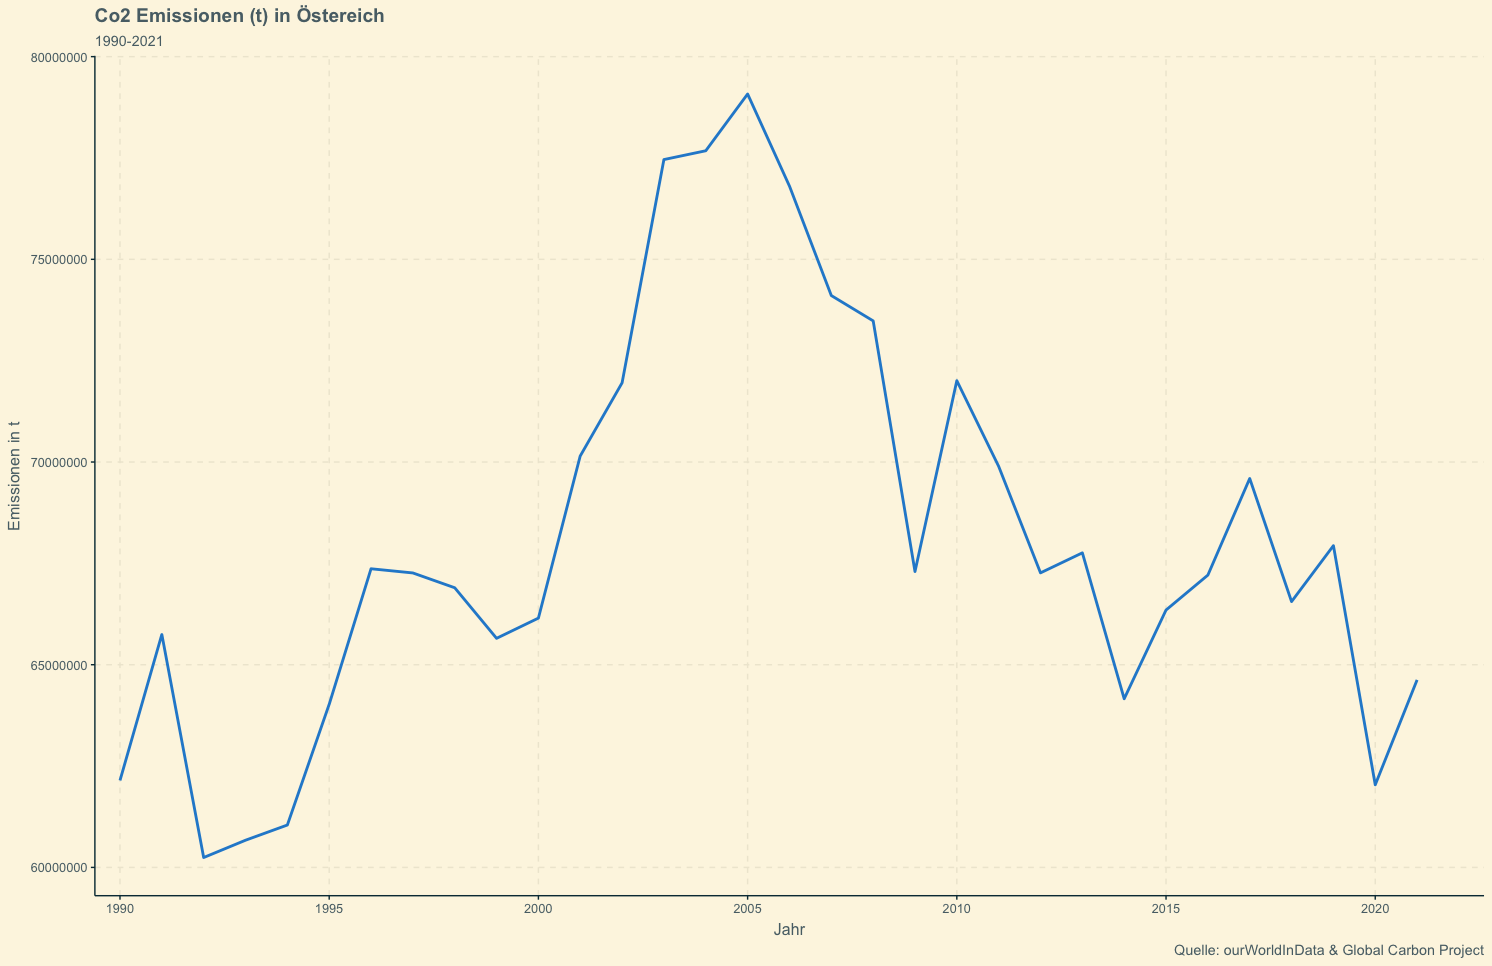 Co2 Emissionen (t) in Östereich
1990-2021
80000000
75000000
70000000
65000000
60000000
Emissionen in t
1990 1995 2000 2005 2010 2015 2020
Jahr
Quelle: ourWorldInData & Global Carbon Project